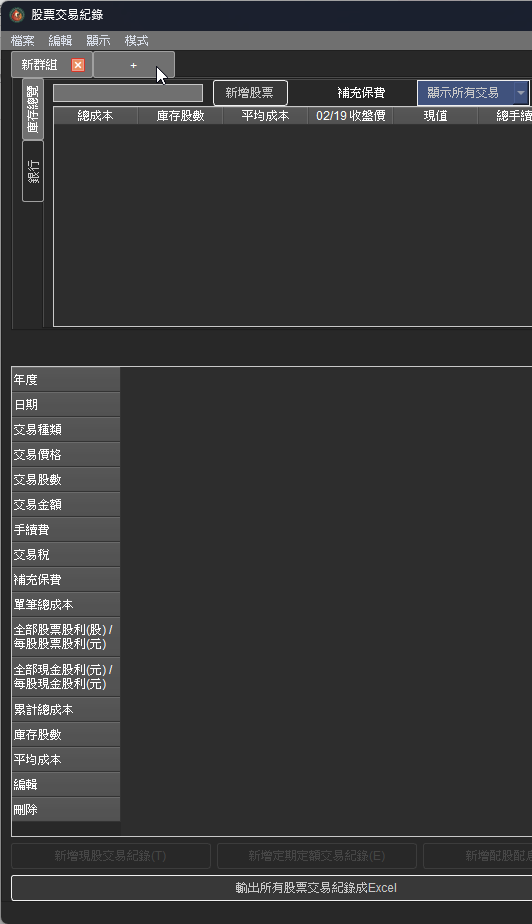 股票交易紀錄
檔案 編輯 顯示 模式
新群組 +
庫存總覽
銀行
新增股票 補充保費 顯示所有交易
總成本 庫存股數 平均成本 02/19 收盤價 現值 總手續
年度
日期
交易種類
交易價格
交易股數
交易金額
手續費
交易稅
補充保費
單筆總成本
全部股票股利(股) /
每股股票股利(元)
全部現金股利(元) /
每股現金股利(元)
累計總成本
庫存股數
平均成本
編輯
刪除
新增現股交易紀錄(T) 新增定期定額交易紀錄(E) 新增配股配息
輸出所有股票交易紀錄成Excel